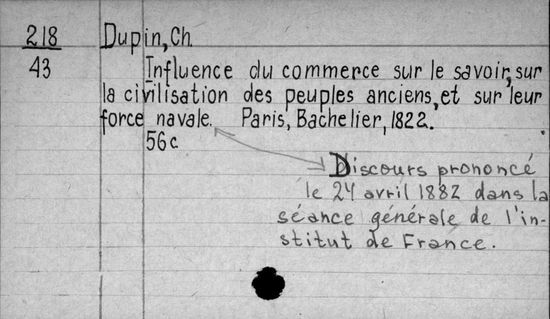 218 Dupin, Ch.
43 Influence du commerce sur le savoir, sur
la civilisation des peuples anciens, et sur leur
force navale. Paris, Bachelier, 1822.
56c
Discours prononcé
le 24 avril 1882 dans la
séance générale de l'in-
stitut de France.